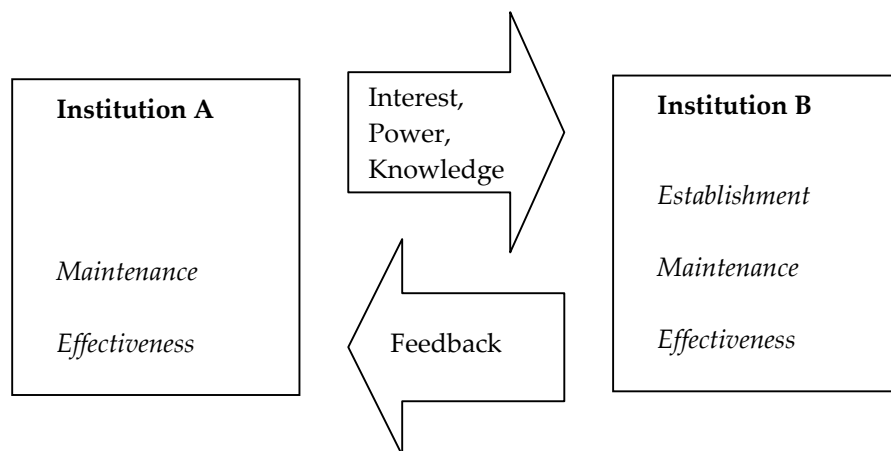 Institution A
Maintenance
Effectiveness
Interest,
Power,
Knowledge
Feedback
Institution B
Establishment
Maintenance
Effectiveness